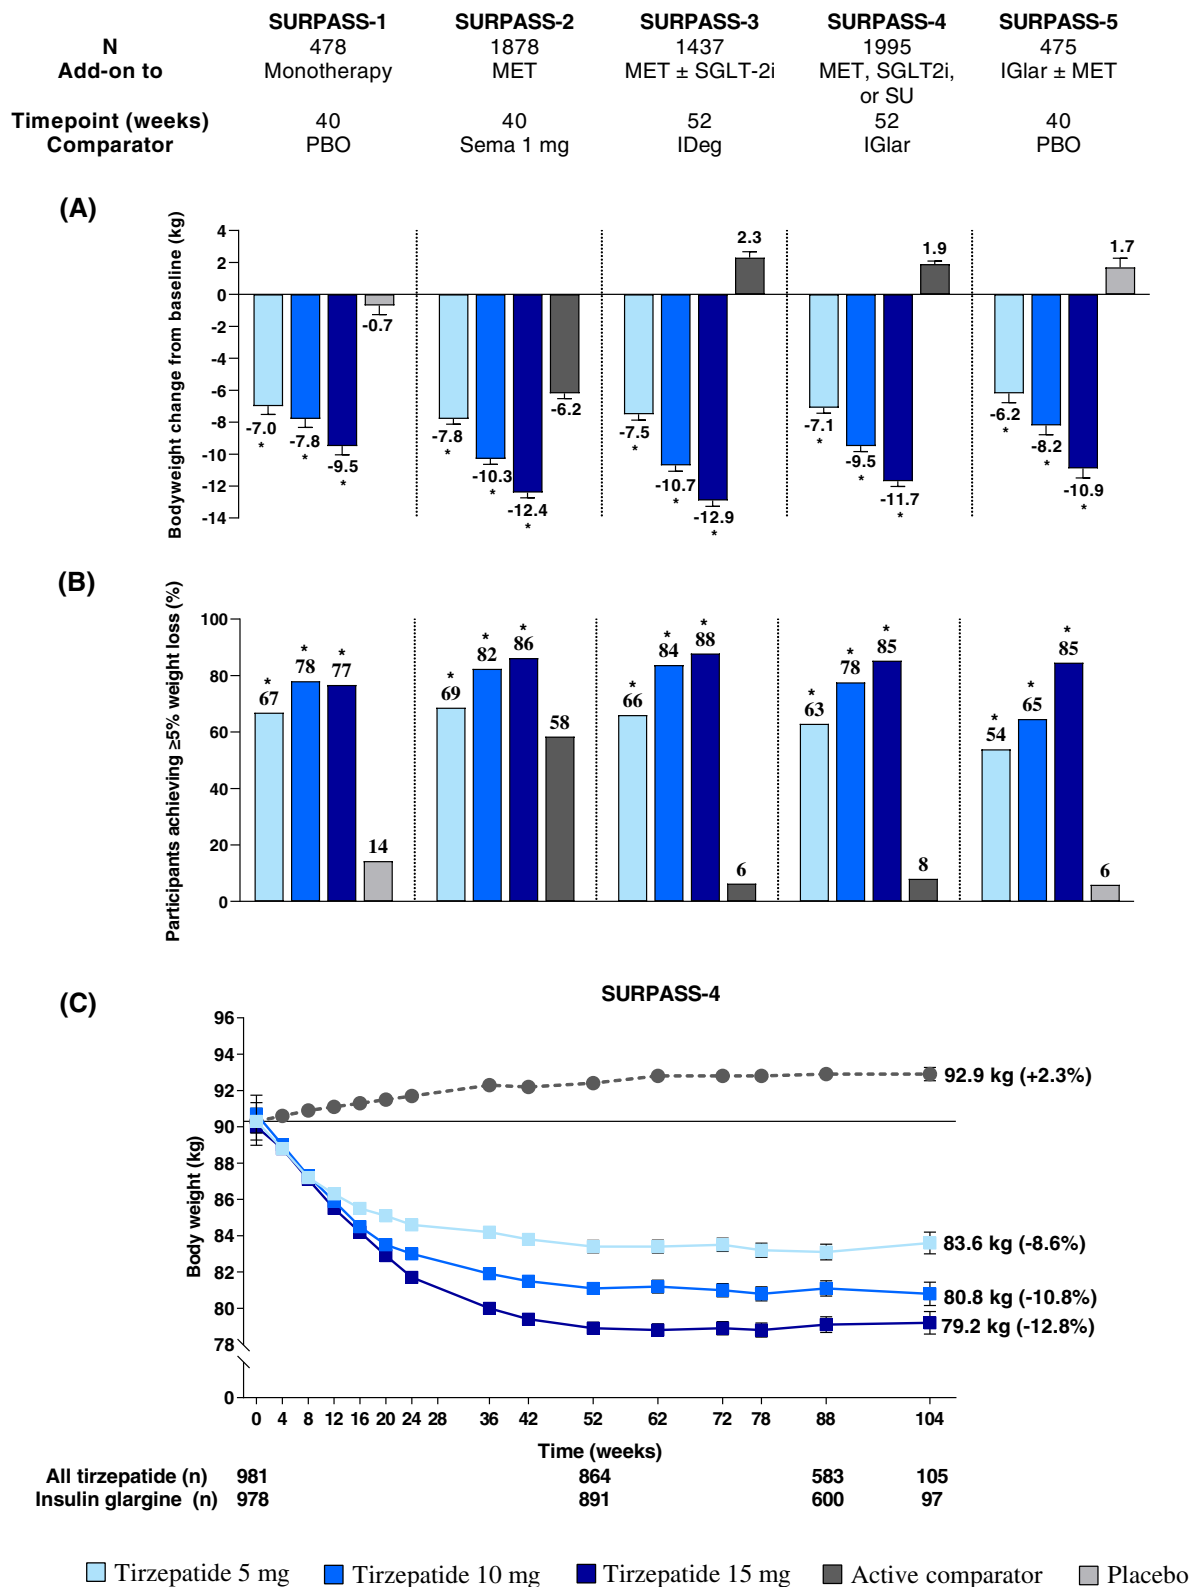 SURPASS-1 SURPASS-2 SURPASS-3 SURPASS-4 SURPASS-5
N 478 1878 1437 1995 475
Add-on to Monotherapy MET MET ± SGLT-2i MET, SGLT2i, IGlar ± MET
or SU
Timepoint (weeks) 40 40 52 52 40
Comparator PBO Sema 1 mg IDeg IGlar PBO
(A)
Bodyweight change from baseline (kg)
4
2
0
-2
-4
-6
-8
-10
-12
-14
-7.0 -7.8 -9.5 -0.7
* * *
-7.8 -10.3 -12.4 -6.2
* * *
-7.5 -10.7 -12.9 2.3
* * *
-7.1 -9.5 -11.7 1.9
* * *
-6.2 -8.2 -10.9 1.7
* * *
(B)
Participants achieving ≥5% weight loss (%)
100
80
60
40
20
0
* * *
67 78 77 14
* * *
69 82 86 58
* * *
66 84 88 6
* * *
63 78 85 8
* * *
54 65 85 6
(C)
SURPASS-4
Body weight (kg)
96
94
92
90
88
86
84
82
80
78
0
92.9 kg (+2.3%)
83.6 kg (-8.6%)
80.8 kg (-10.8%)
79.2 kg (-12.8%)
0 4 8 12 16 20 24 28 36 42 52 62 72 78 88 104
Time (weeks)
All tirzepatide (n) 981 864 583 105
Insulin glargine (n) 978 891 600 97
Tirzepatide 5 mg Tirzepatide 10 mg Tirzepatide 15 mg Active comparator Placebo